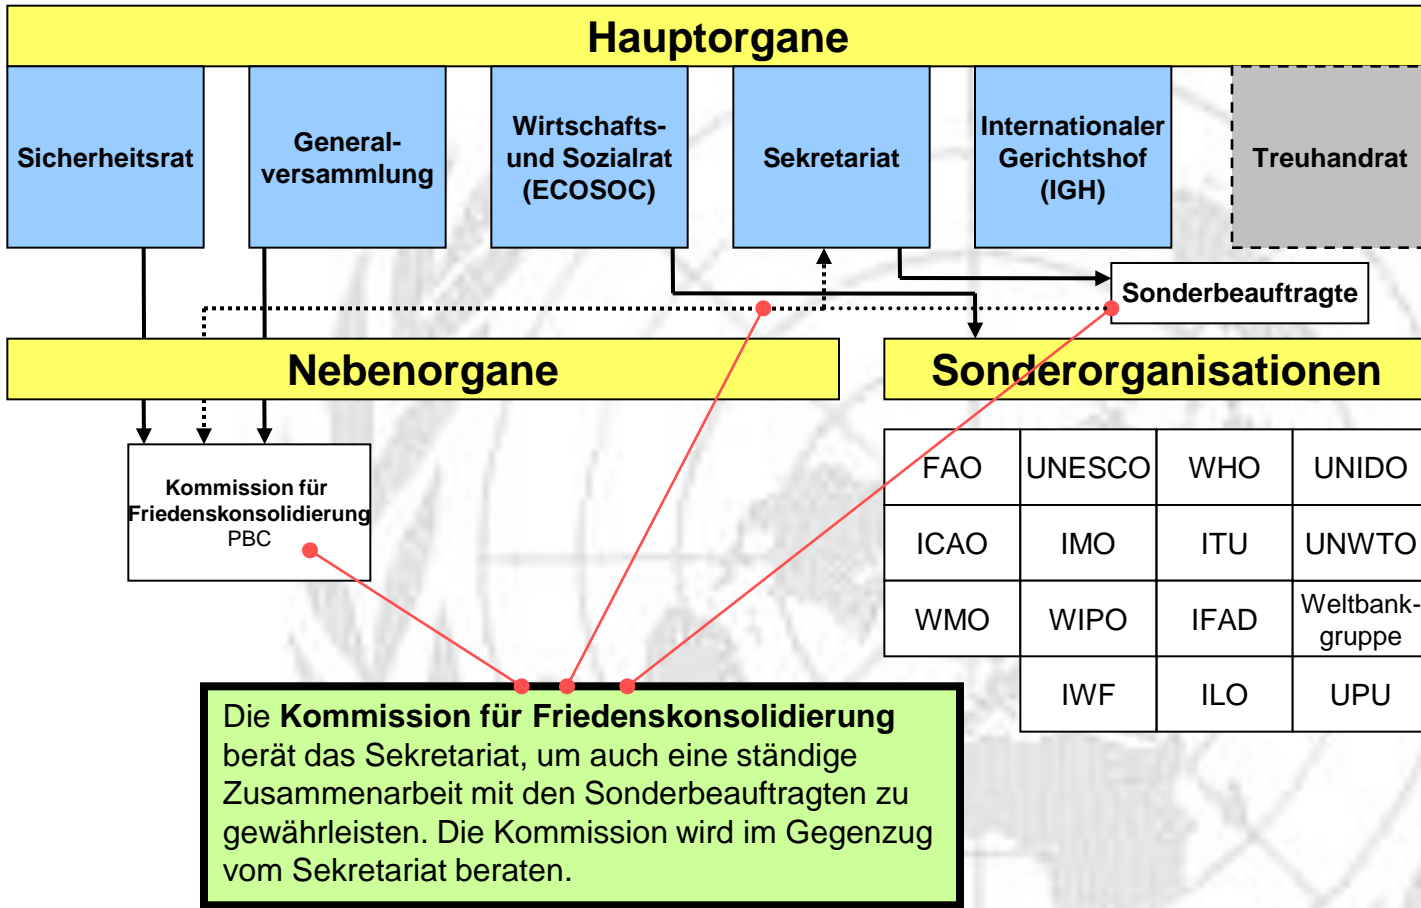 Hauptorgane
Sicherheitsrat
General-
versammlung
Wirtschafts-
und Sozialrat
(ECOSOC)
Sekretariat
Internationaler
Gerichtshof
(IGH)
Treuhandrat
Sonderbeauftragte
Nebenorgane
Sonderorganisationen
Kommission für
Friedenskonsolidierung
PBC
FAO UNESCO WHO UNIDO
ICAO IMO ITU UNWTO
WMO WIPO IFAD Weltbank-
gruppe
IWF ILO UPU
Die Kommission für Friedenskonsolidierung
berät das Sekretariat, um auch eine ständige
Zusammenarbeit mit den Sonderbeauftragten zu
gewährleisten. Die Kommission wird im Gegenzug
vom Sekretariat beraten.